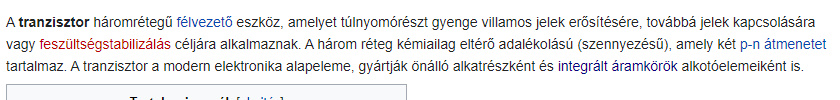 A tranzisztor háromrétegű félvezető eszköz, amelyet túlnyomórészt gyenge villamos jelek erősítésére, továbbá jelek kapcsolására
vagy feszültségstabilizálás céljára alkalmaznak. A három réteg kémiailag eltérő adalékolású (szennyezésű), amely két p-n átmenetet
tartalmaz. A tranzisztor a modern elektronika alapeleme, gyártják önálló alkatrészként és integrált áramkörök alkotóelemeiként is.